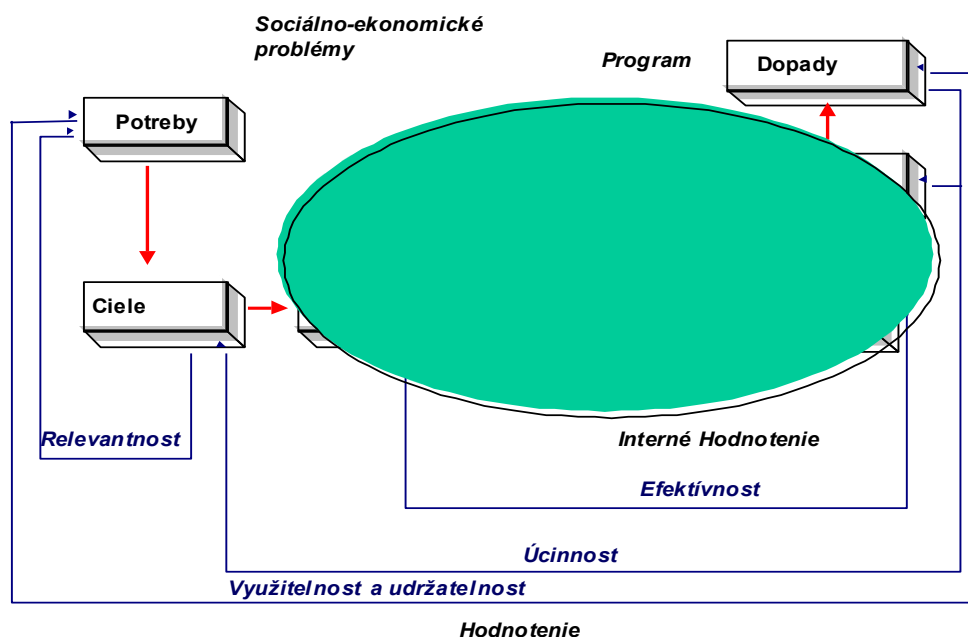 Sociálno-ekonomické
problémy
Program
Dopady
Potreby
Ciele
Relevantnost
Interné Hodnotenie
Efektívnost
Úcinnost
Využitelnost a udržatelnost
Hodnotenie